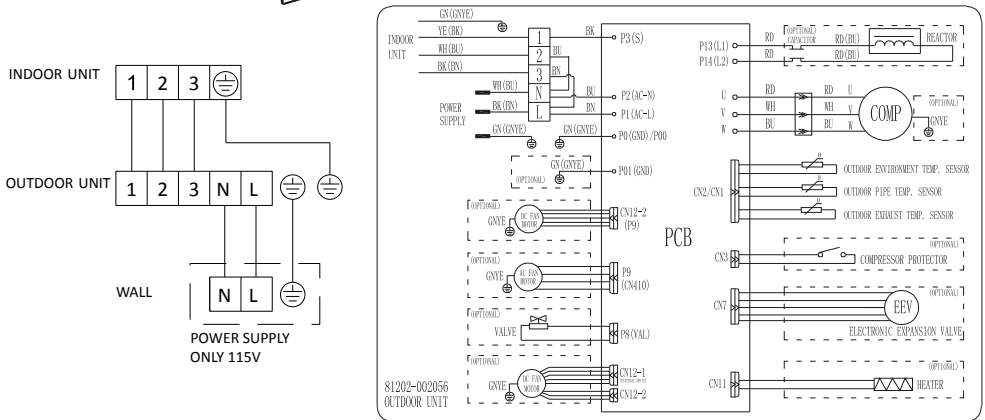 INDOOR UNIT
1 2 3
OUTDOOR UNIT
1 2 3 N L
WALL
N L
POWER SUPPLY
ONLY 115V
GN(GNYE)
INDOOR
UNIT
YE(BK)
WH(BU)
BK(BN)
1
2
3
N
L
BU
BN
BK
P3(S)
POWER
SUPPLY
WH(BU)
BK(BN)
GN(GNYE)
BU
BN
P2(AC-N)
P1(AC-L)
GN(GNYE)
P0(GND)/P00
GN(GNYE)
(OPTIONAL)
P01(GND)
(OPTIONAL)
GNYE
DC FAN
MOTOR
CN12-2
(P9)
(OPTIONAL)
GNYE
AC FAN
MOTOR
P9
(CN410)
(OPTIONAL)
VALVE
P8(VAL)
(OPTIONAL)
GNYE
DC FAN
MOTOR
CN12-1
CN12-2
81202-002056
OUTDOOR UNIT
PCB
P13(L1)
P14(L2)
RD
RD
(OPTIONAL)
CAPACITOR
RD(BU)
RD(BU)
REACTOR
U RD RD U
V WH WH V
W BU BU W
COMP
(OPTIONAL)
GNYE
CN2/CN1
θ
OUTDOOR ENVIRONMENT TEMP. SENSOR
θ
OUTDOOR PIPE TEMP. SENSOR
θ
OUTDOOR EXHAUST TEMP. SENSOR
CN3
(OPTIONAL)
COMPRESSOR PROTECTOR
CN7
(OPTIONAL)
EEV
ELECTRONIC EXPANSION VALVE
CN11
(OPTIONAL)
HEATER